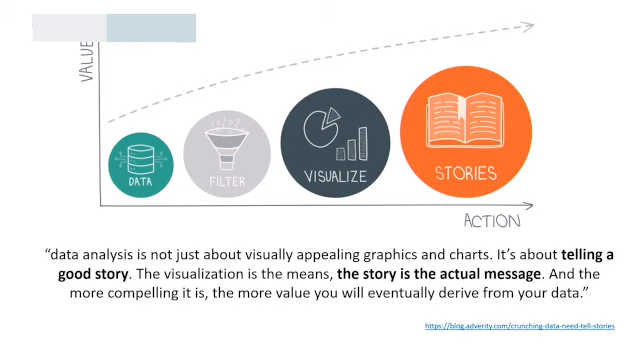 VALUE
DATA
FILTER
VISUALIZE
STORIES
ACTION
“data analysis is not just about visually appealing graphics and charts. It’s about telling a
good story. The visualization is the means, the story is the actual message. And the
more compelling it is, the more value you will eventually derive from your data.”
https://blog.adverity.com/crunching-data-need-tell-stories